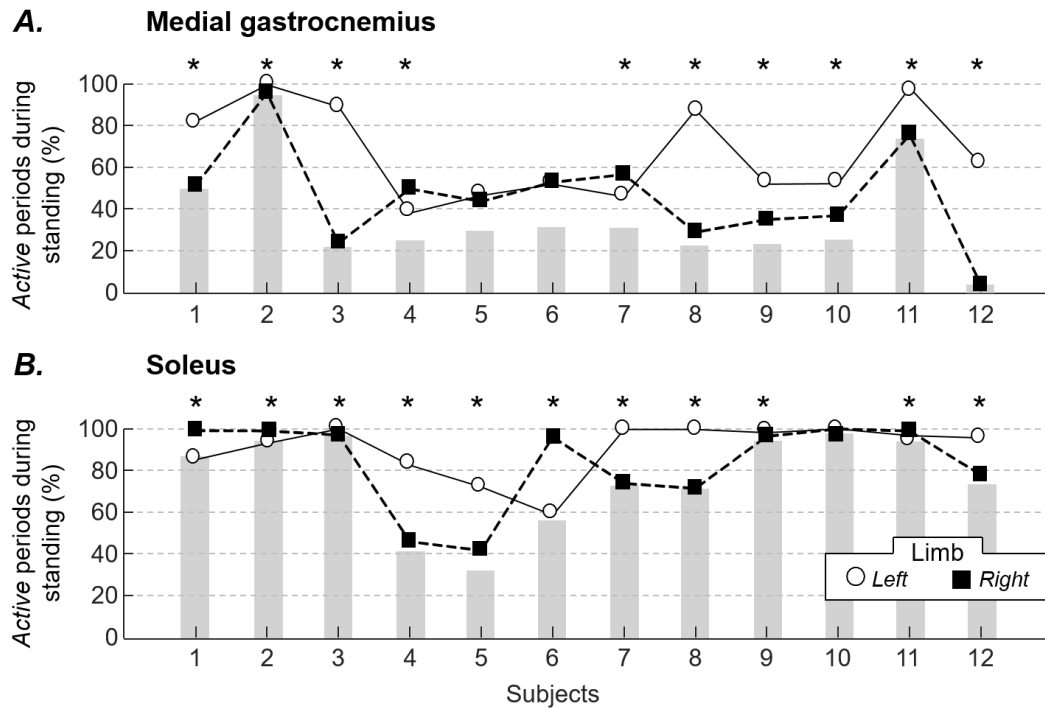 A. Medial gastrocnemius
* * * * * * * * * *
Active periods during
standing (%)
100
80
60
40
20
0
1 2 3 4 5 6 7 8 9 10 11 12
B. Soleus
* * * * * * * * * * *
Active periods during
standing (%)
100
80
60
40
20
0
Limb
Left Right
1 2 3 4 5 6 7 8 9 10 11 12
Subjects